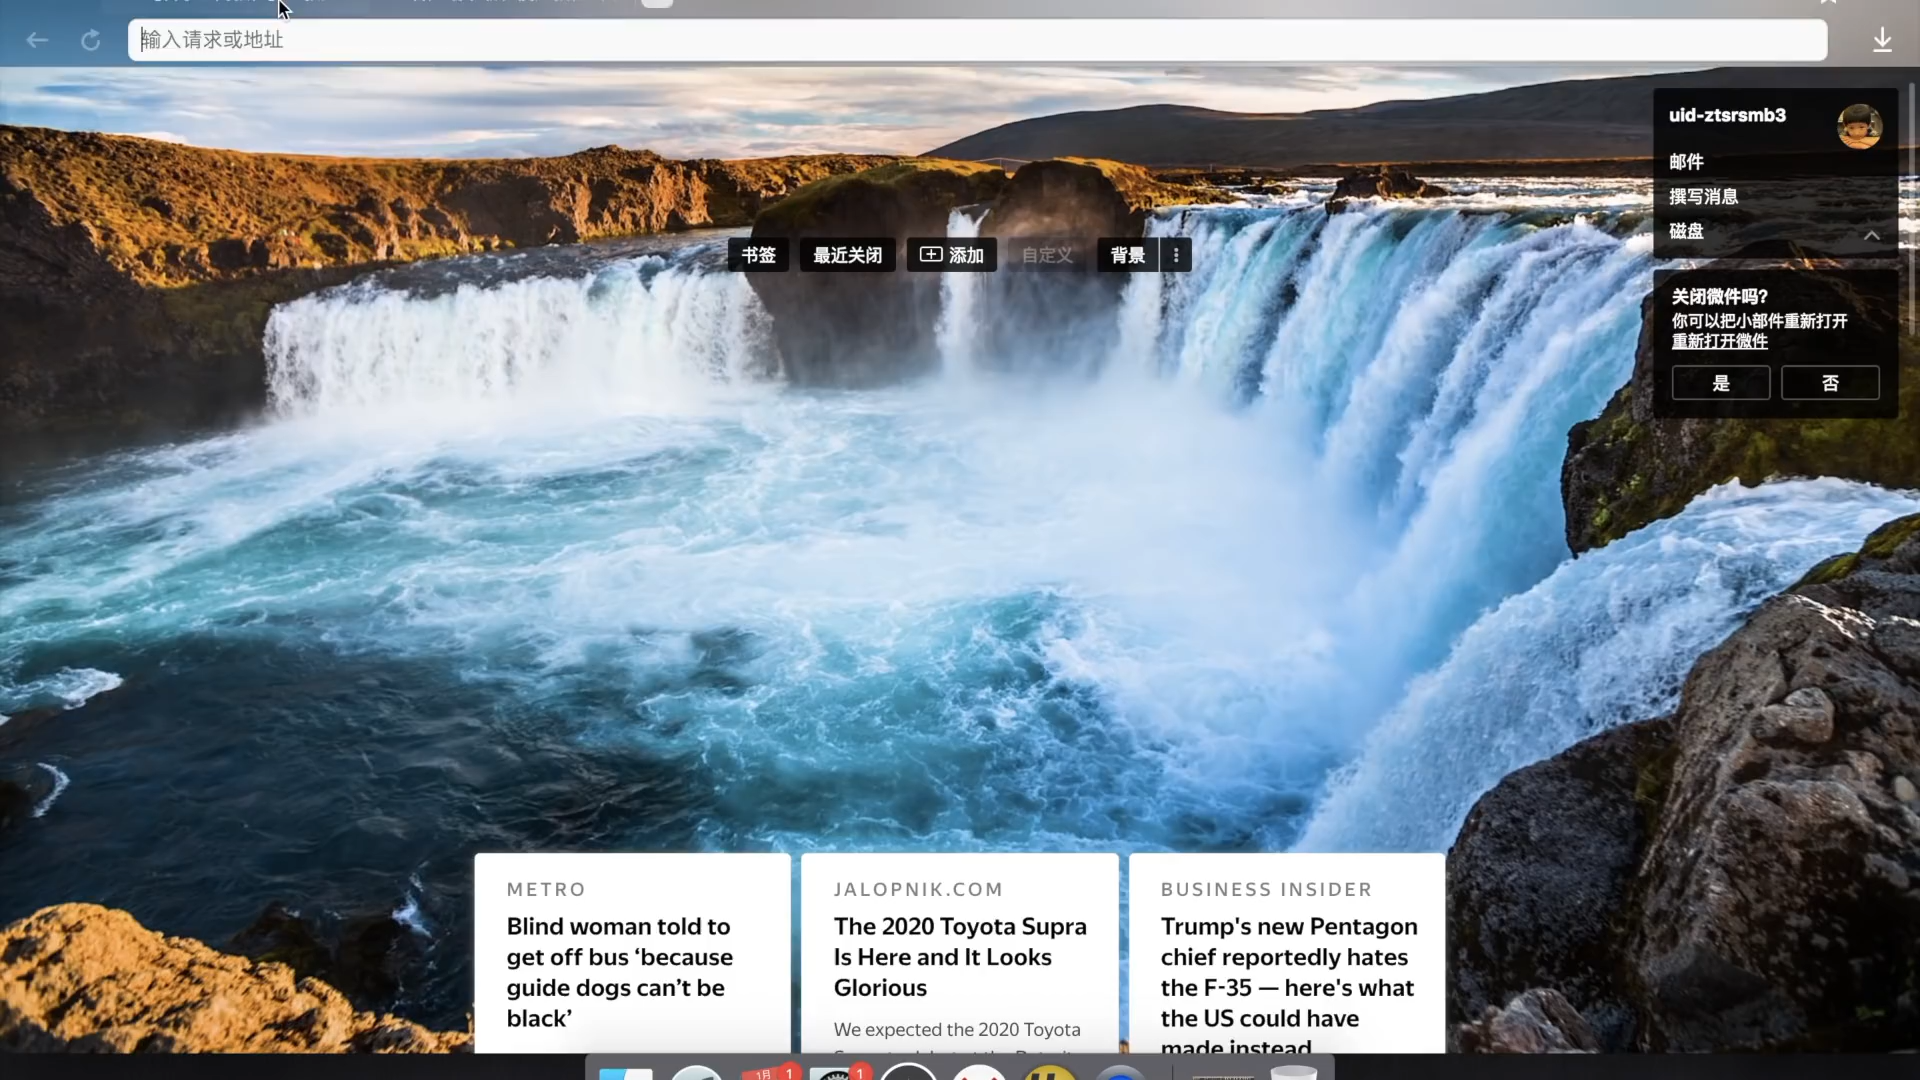 输入请求或地址
uid-ztsrsmb3
邮件
撰写消息
磁盘
书签
最近关闭
添加
自定义
背景
关闭微件吗?
你可以把小部件重新打开
重新打开微件
是
否
METRO
Blind woman told to
get off bus ‘because
guide dogs can’t be
black’
JALOPNIK.COM
The 2020 Toyota Supra
Is Here and It Looks
Glorious
We expected the 2020 Toyota
BUSINESS INSIDER
Trump's new Pentagon
chief reportedly hates
the F-35 — here's what
the US could have
made instead
1月
1
1